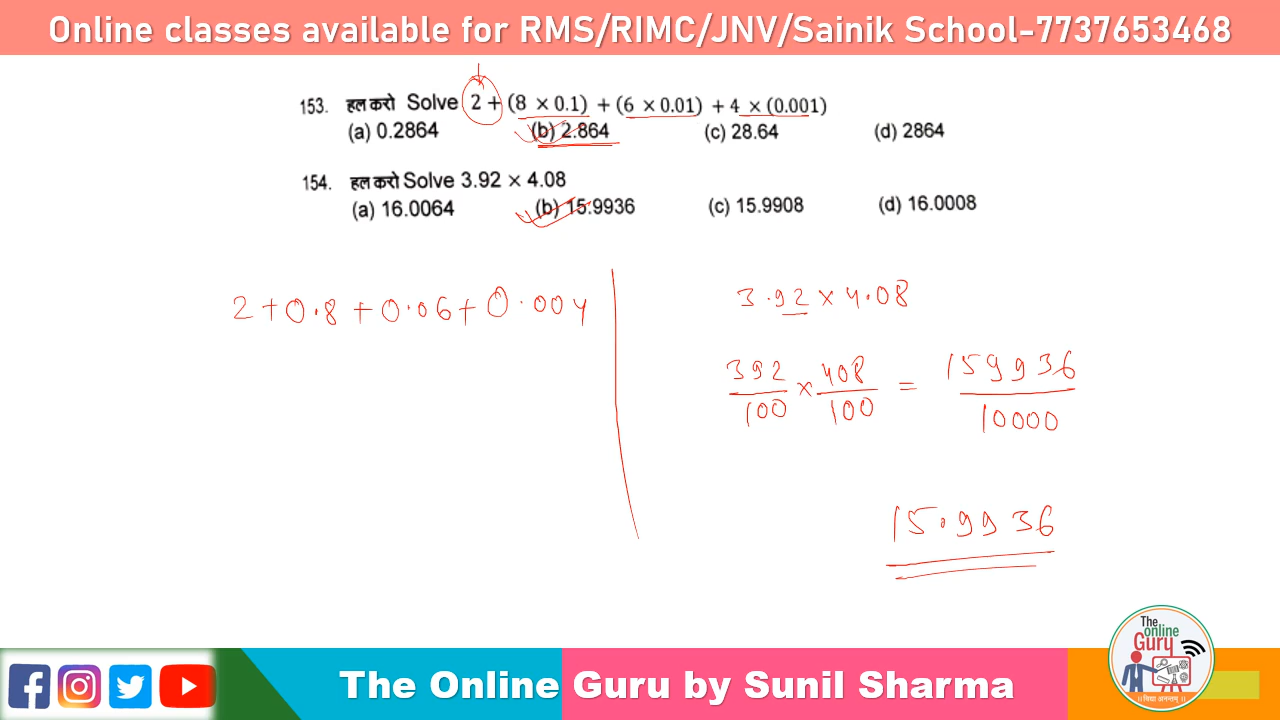 Online classes available for RMS/RIMC/JNV/Sainik School-7737653468
153. हल करो Solve 2 + (8 × 0.1) + (6 × 0.01) + 4 × (0.001)
(a) 0.2864 (b) 2.864 (c) 28.64 (d) 2864
154. हल करो Solve 3.92 × 4.08
(a) 16.0064 (b) 15.9936 (c) 15.9908 (d) 16.0008
2+0.8+0.06+0.004
3.92×4.08
392/100 × 408/100 = 159936/10000
15.9936
The Online Guru by Sunil Sharma
The
online
Guru